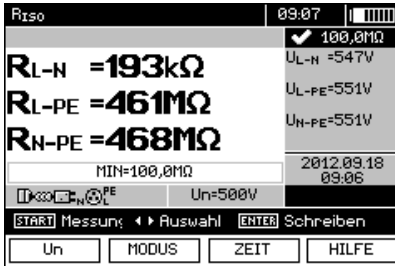 RISO 09:07
✔ 100,0MΩ
RL-N =193kΩ
UL-N =547V
RL-PE =461MΩ
UL-PE=551V
RN-PE =468MΩ
UN-PE=551V
MIN=100,0MΩ
2012.09.18
09:06
N L PE Un=500V
START Messung Auswahl ENTER Schreiben
Un MODUS ZEIT HILFE